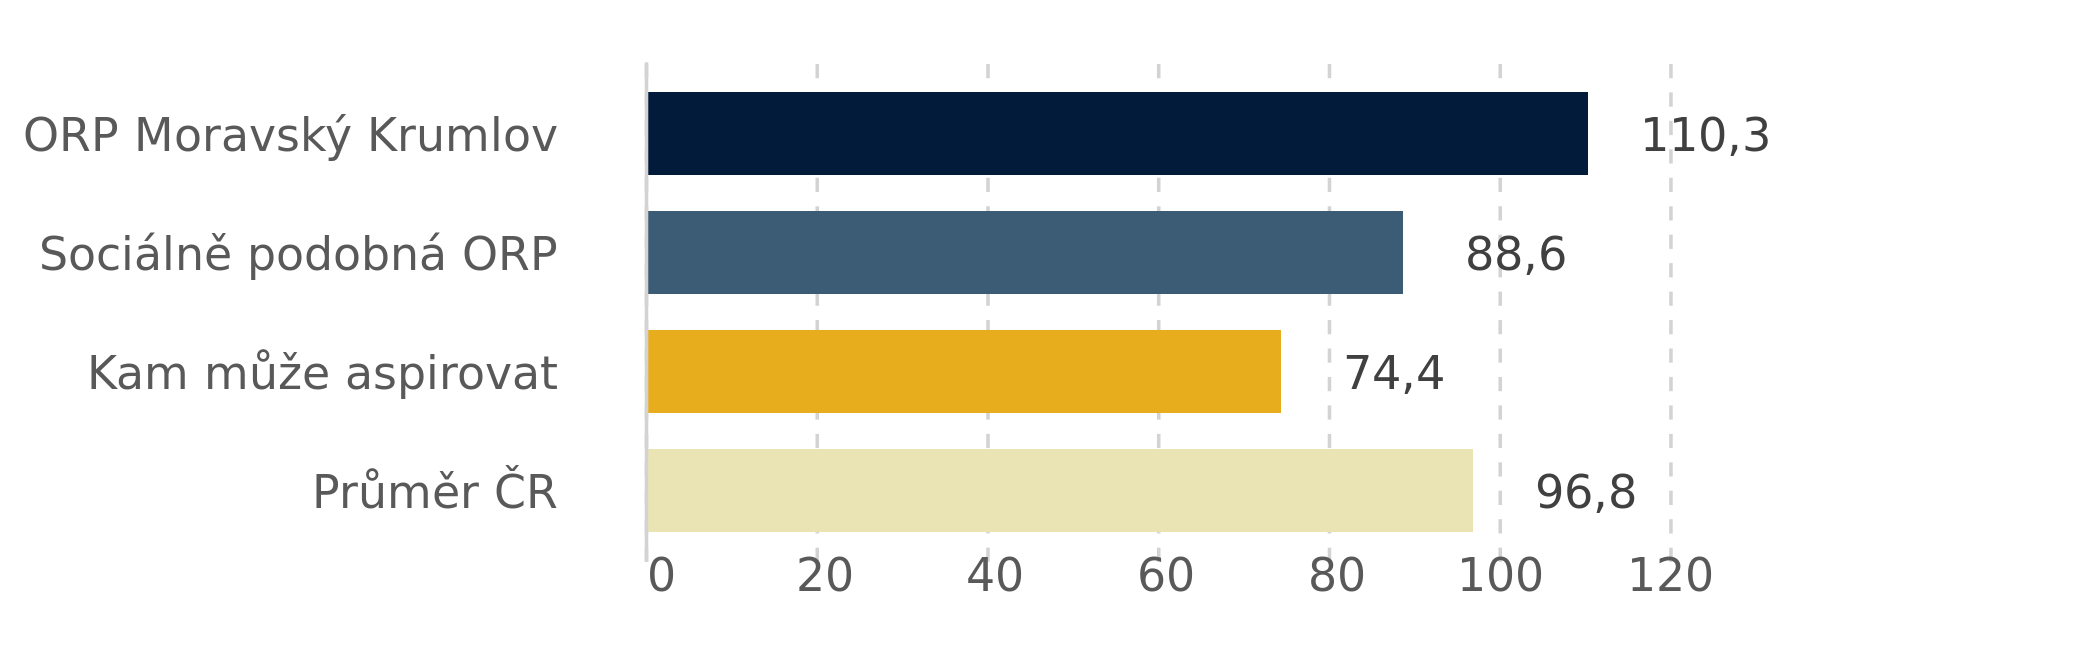 ORP Moravský Krumlov 110,3
Sociálně podobná ORP 88,6
Kam může aspirovat 74,4
Průměr ČR 96,8
0 20 40 60 80 100 120